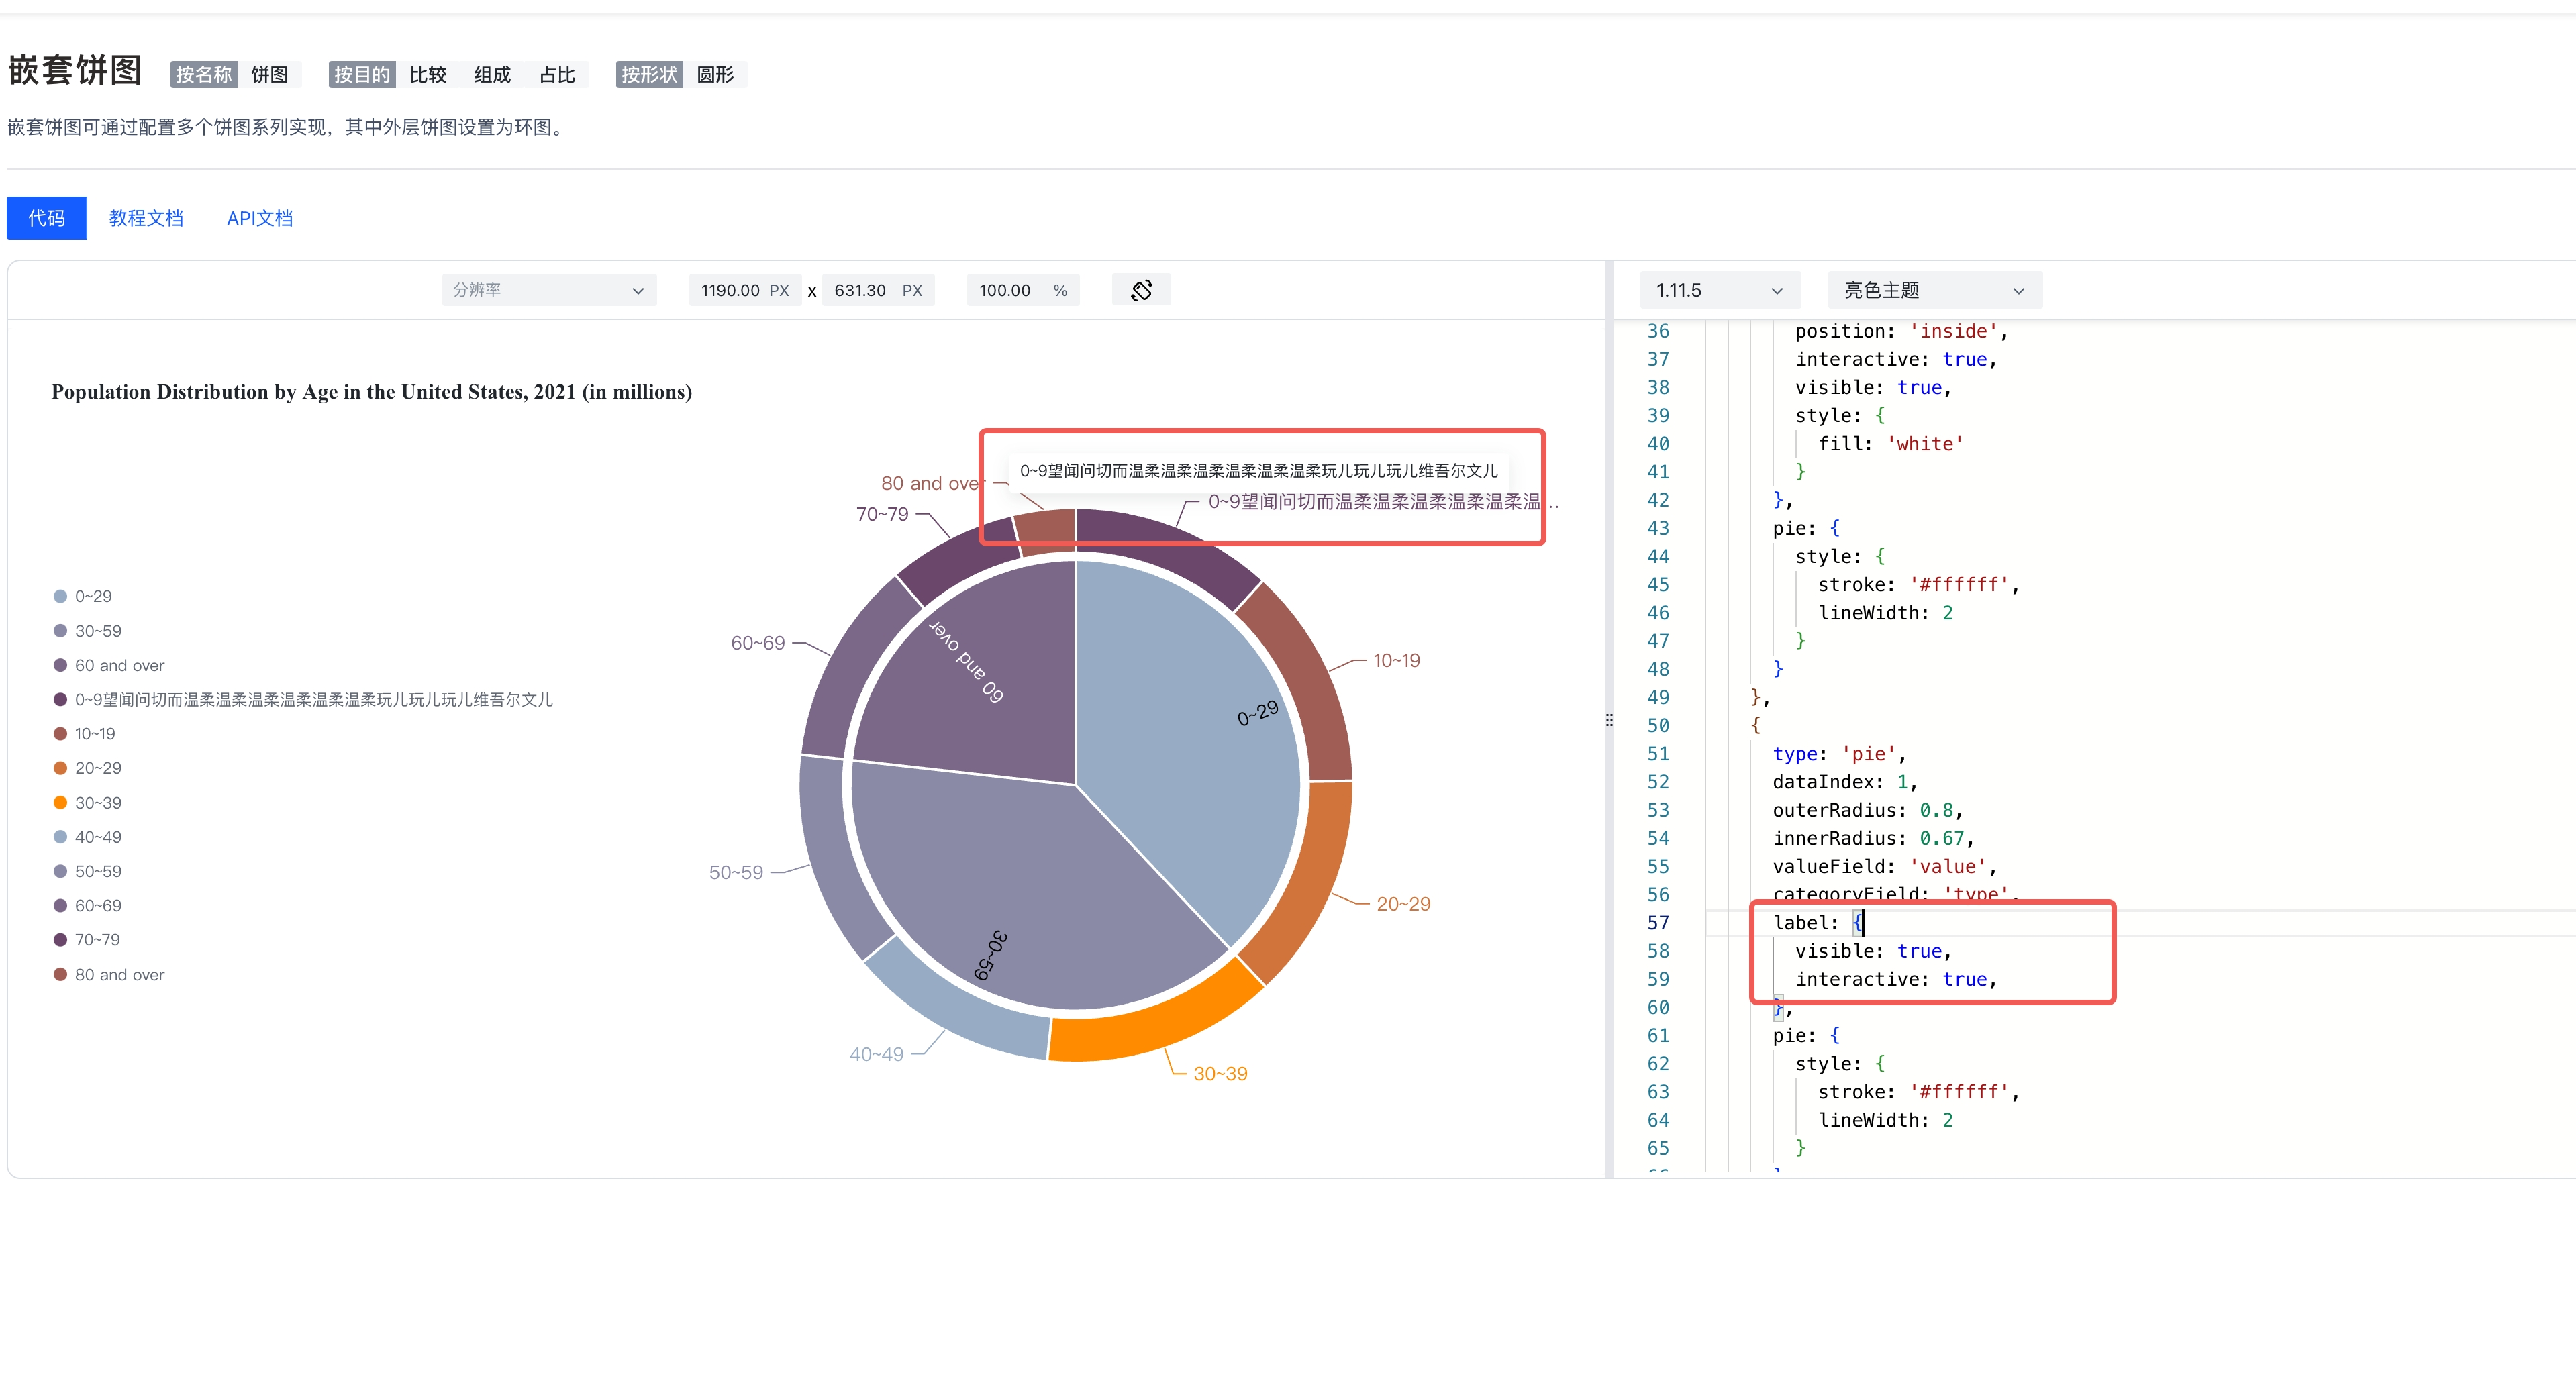 嵌套饼图 按名称 饼图 按目的 比较 组成 占比 按形状 圆形
嵌套饼图可通过配置多个饼图系列实现，其中外层饼图设置为环图。
代码 教程文档 API文档
分辨率 1190.00 PX x 631.30 PX 100.00 %
Population Distribution by Age in the United States, 2021 (in millions)
0~9望闻问切而温柔温柔温柔温柔温柔温柔玩儿玩儿玩儿维吾尔文儿
80 and over
0~9望闻问切而温柔温柔温柔温柔温柔温…
70~79
60~69
10~19
50~59
20~29
40~49
30~39
60 and over
0~29
30~59
0~29
30~59
60 and over
0~9望闻问切而温柔温柔温柔温柔温柔温柔玩儿玩儿玩儿维吾尔文儿
10~19
20~29
30~39
40~49
50~59
60~69
70~79
80 and over
1.11.5 亮色主题
36 position: 'inside',
37 interactive: true,
38 visible: true,
39 style: {
40 fill: 'white'
41 }
42 },
43 pie: {
44 style: {
45 stroke: '#ffffff',
46 lineWidth: 2
47 }
48 }
49 },
50 {
51 type: 'pie',
52 dataIndex: 1,
53 outerRadius: 0.8,
54 innerRadius: 0.67,
55 valueField: 'value',
56 categoryField: 'type',
57 label: {
58 visible: true,
59 interactive: true,
60 },
61 pie: {
62 style: {
63 stroke: '#ffffff',
64 lineWidth: 2
65 }